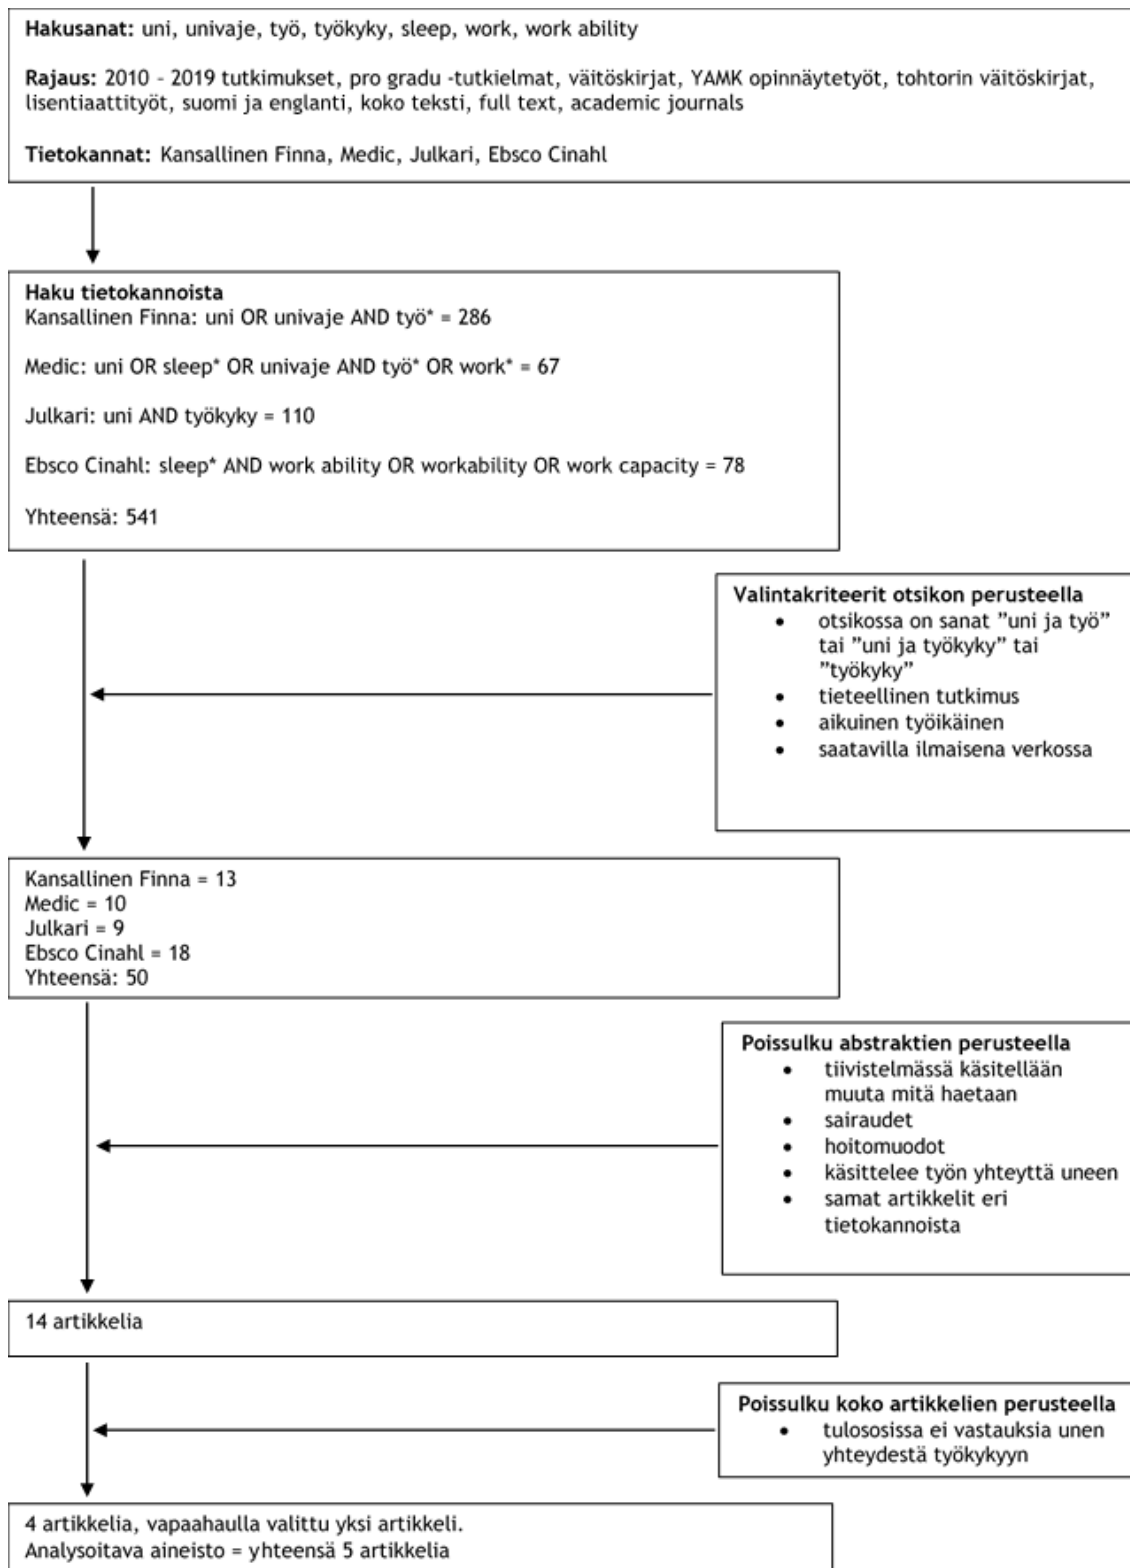 Hakusanat: uni, univaje, työ, työkyky, sleep, work, work ability
Rajaus: 2010 – 2019 tutkimukset, pro gradu -tutkielmat, väitöskirjat, YAMK opinnäytetyöt, tohtorin väitöskirjat,
lisentiaattityöt, suomi ja englanti, koko teksti, full text, academic journals
Tietokannat: Kansallinen Finna, Medic, Julkari, Ebsco Cinahl
Haku tietokannoista
Kansallinen Finna: uni OR univaje AND työ* = 286
Medic: uni OR sleep* OR univaje AND työ* OR work* = 67
Julkari: uni AND työkyky = 110
Ebsco Cinahl: sleep* AND work ability OR workability OR work capacity = 78
Yhteensä: 541
Valintakriteerit otsikon perusteella
• otsikossa on sanat ”uni ja työ”
tai ”uni ja työkyky” tai
”työkyky”
• tieteellinen tutkimus
• aikuinen työikäinen
• saatavilla ilmaisena verkossa
Kansallinen Finna = 13
Medic = 10
Julkari = 9
Ebsco Cinahl = 18
Yhteensä: 50
Poissulku abstraktien perusteella
• tiivistelmässä käsitellään
muuta mitä haetaan
• sairaudet
• hoitomuodot
• käsittelee työn yhteyttä uneen
• samat artikkelit eri
tietokannoista
14 artikkelia
Poissulku koko artikkelien perusteella
• tulososissa ei vastauksia unen
yhteydestä työkykyyn
4 artikkelia, vapaahaulla valittu yksi artikkeli.
Analysoitava aineisto = yhteensä 5 artikkelia